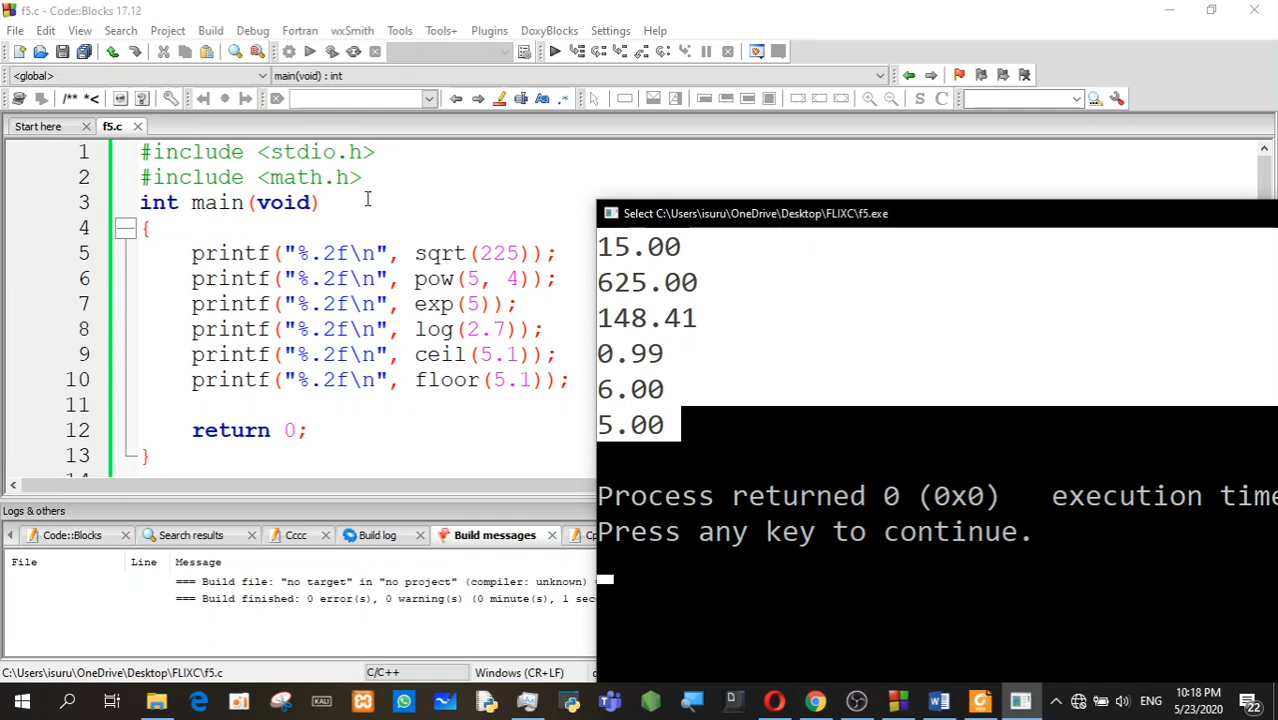 f5.c - Code::Blocks 17.12
File Edit View Search Project Build Debug Fortran wxSmith Tools Tools+ Plugins DoxyBlocks Settings Help
<global> main(void) : int
/** *<
Start here f5.c
1 #include <stdio.h>
2 #include <math.h>
3 int main(void)
4 {
5 printf("%.2f\n", sqrt(225));
6 printf("%.2f\n", pow(5, 4));
7 printf("%.2f\n", exp(5));
8 printf("%.2f\n", log(2.7));
9 printf("%.2f\n", ceil(5.1));
10 printf("%.2f\n", floor(5.1));
11
12 return 0;
13 }
Select C:\Users\isuru\OneDrive\Desktop\FLIXC\f5.exe
15.00
625.00
148.41
0.99
6.00
5.00
Process returned 0 (0x0) execution time
Press any key to continue.
Logs & others
Code::Blocks Search results Cccc Build log Build messages
File Line Message
=== Build file: "no target" in "no project" (compiler: unknown)
=== Build finished: 0 error(s), 0 warning(s) (0 minute(s), 1
C:\Users\isuru\OneDrive\Desktop\FLIXC\f5.c C/C++ Windows (CR+LF)
KALI ENG 10:18 PM
5/23/2020 22